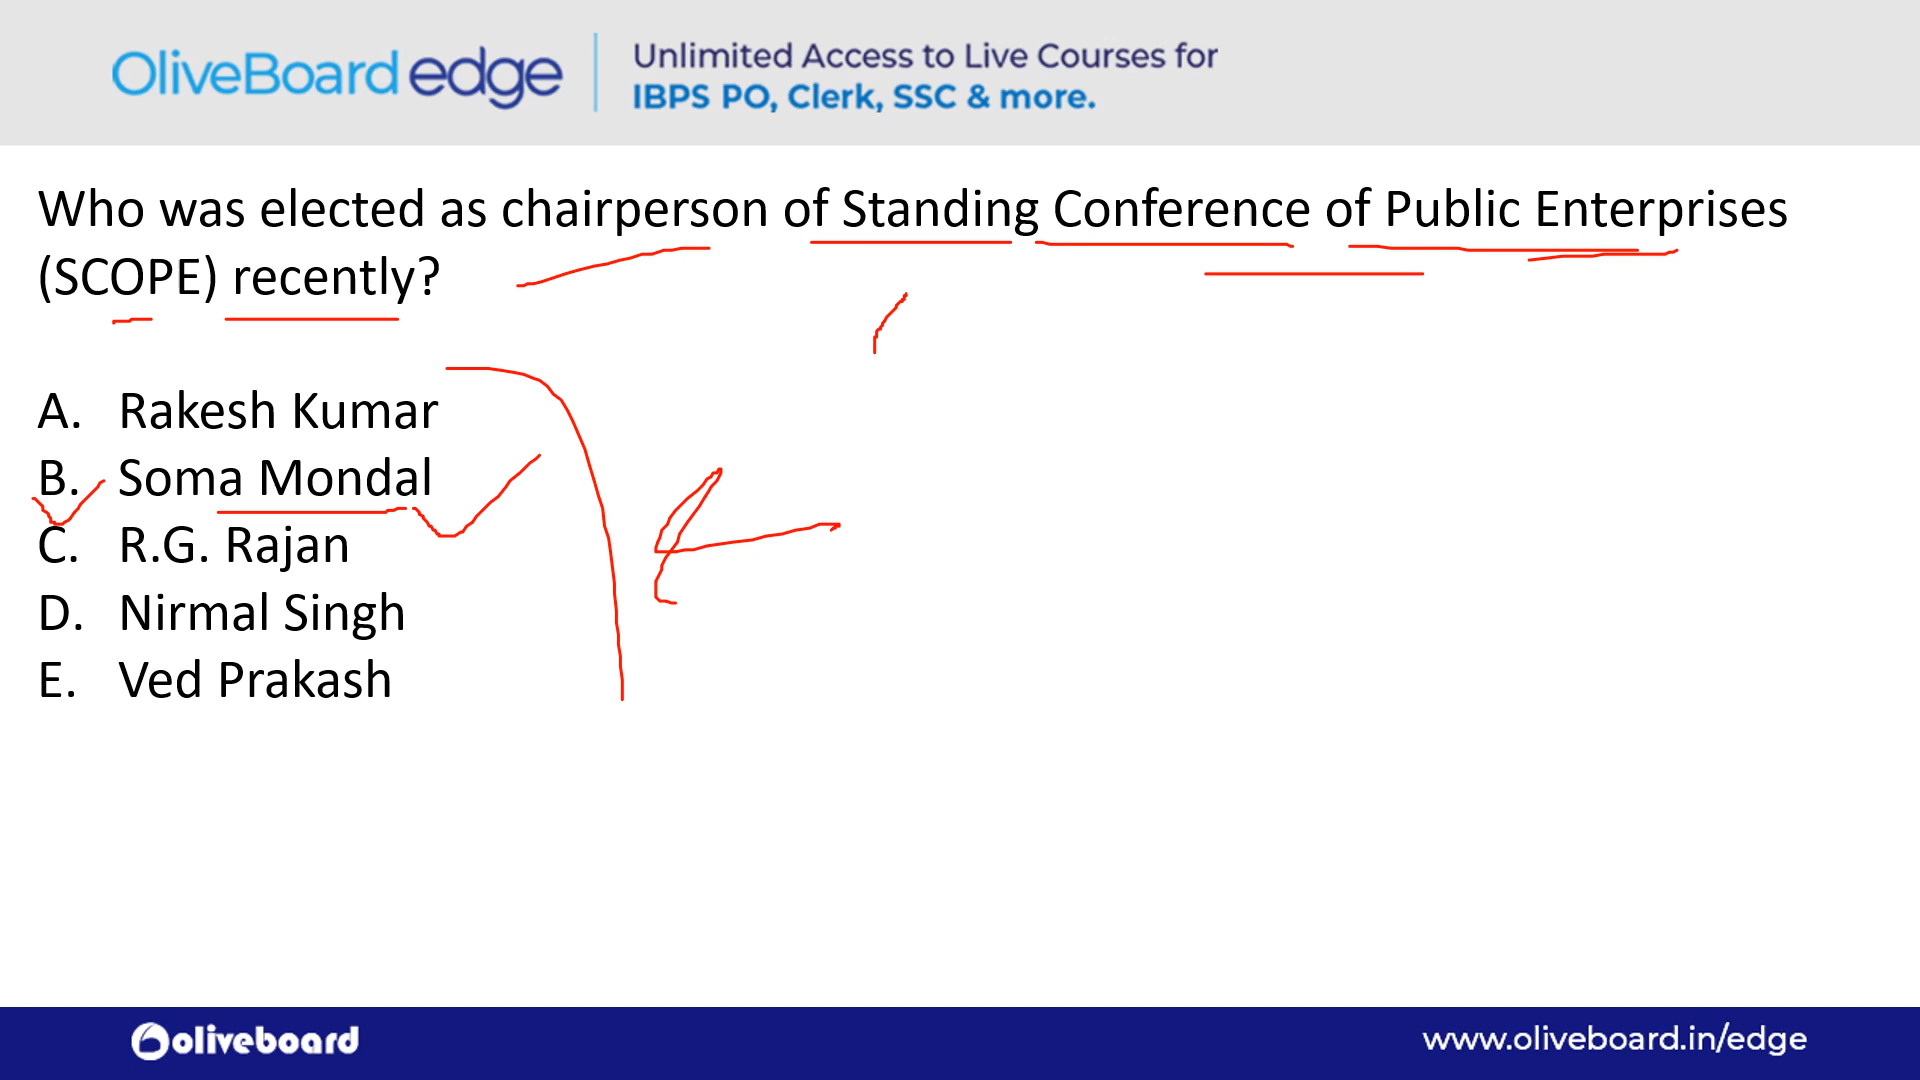 OliveBoard edge
Unlimited Access to Live Courses for
IBPS PO, Clerk, SSC & more.
Who was elected as chairperson of Standing Conference of Public Enterprises
(SCOPE) recently?
A. Rakesh Kumar
B. Soma Mondal
C. R.G. Rajan
D. Nirmal Singh
E. Ved Prakash
oliveboard
www.oliveboard.in/edge